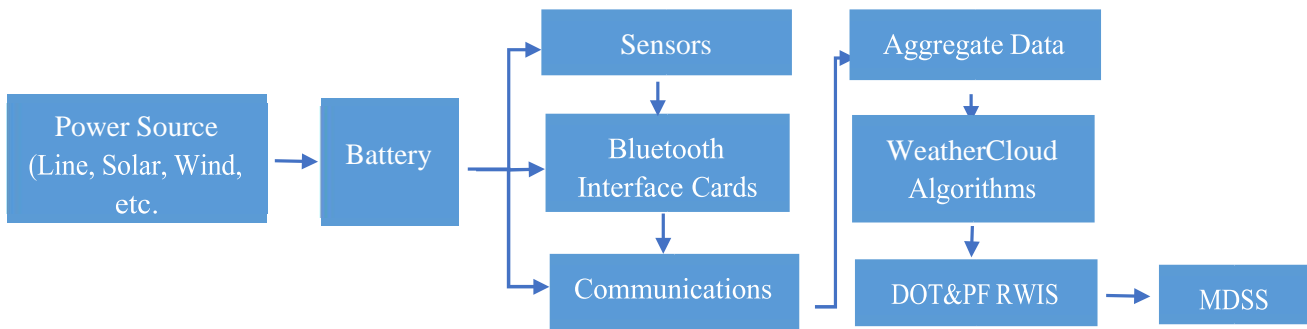 Power Source
(Line, Solar, Wind,
etc.
Battery
Sensors
Bluetooth
Interface Cards
Communications
Aggregate Data
WeatherCloud
Algorithms
DOT&PF RWIS
MDSS